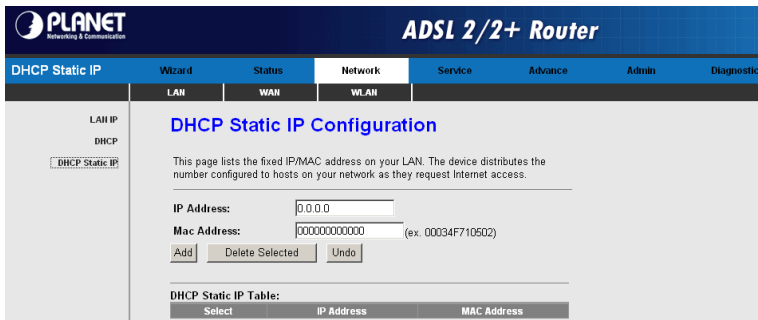 PLANET
Networking & Communication
ADSL 2/2+ Router
DHCP Static IP
Wizard Status Network Service Advance Admin Diagnostic
LAN WAN WLAN
LAN IP
DHCP
DHCP Static IP
DHCP Static IP Configuration
This page lists the fixed IP/MAC address on your LAN. The device distributes the
number configured to hosts on your network as they request Internet access.
IP Address: 0.0.0.0
Mac Address: 000000000000 (ex. 00034F710502)
Add Delete Selected Undo
DHCP Static IP Table:
Select IP Address MAC Address